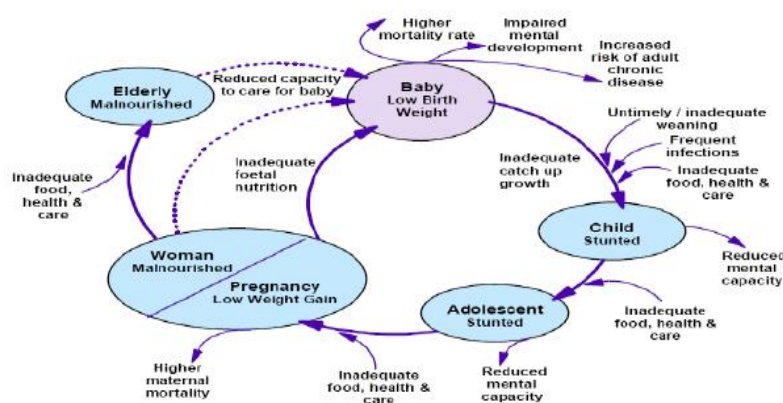 Higher
mortality rate
Impaired
mental
development
Increased
risk of adult
chronic
disease
Elderly
Malnourished
Reduced capacity
to care for baby
Baby
Low Birth
Weight
Untimely / inadequate
weaning
Frequent
infections
Inadequate
food, health &
care
Inadequate
catch up
growth
Inadequate
foetal
nutrition
Inadequate
food,
health &
care
Child
Stunted
Reduced
mental
capacity
Woman
Malnourished
Pregnancy
Low Weight Gain
Adolescent
Stunted
Inadequate
food, health &
care
Higher
maternal
mortality
Inadequate
food, health &
care
Reduced
mental
capacity